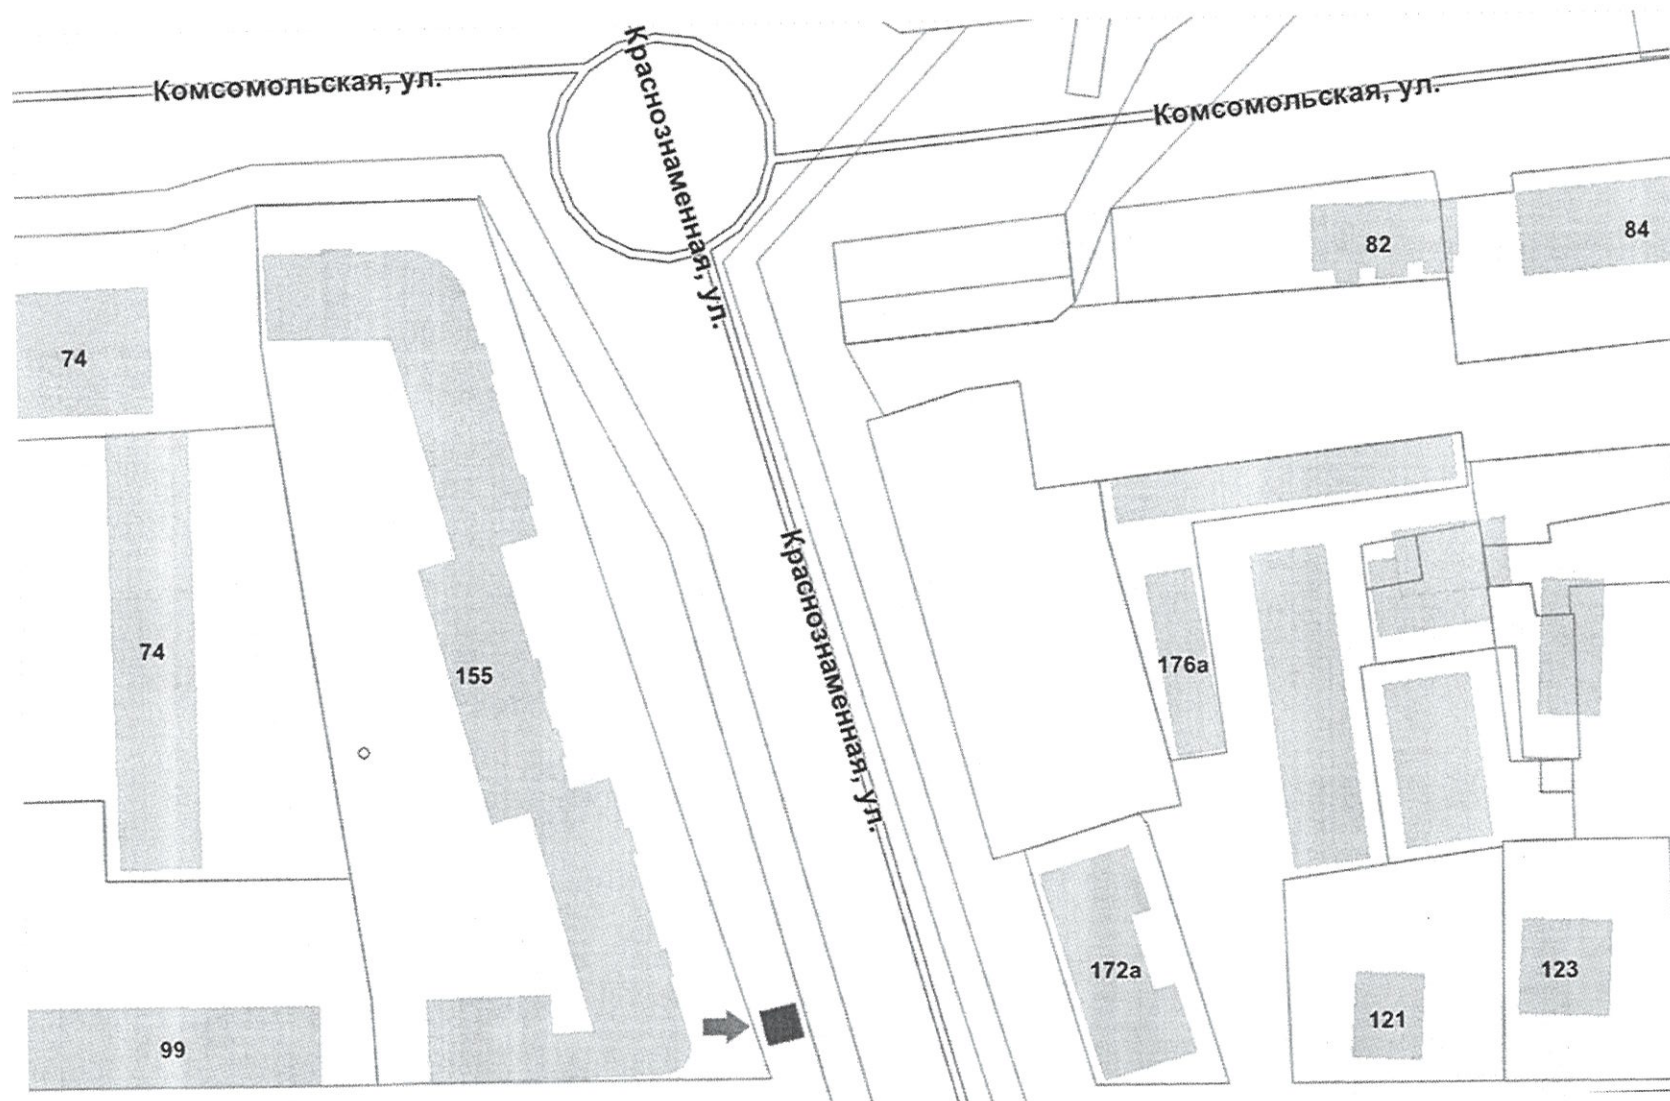 Комсомольская, ул.
Краснознаменная, ул.
Комсомольская, ул.
82
84
74
74
155
Краснознаменная, ул.
176а
172а
123
121
99